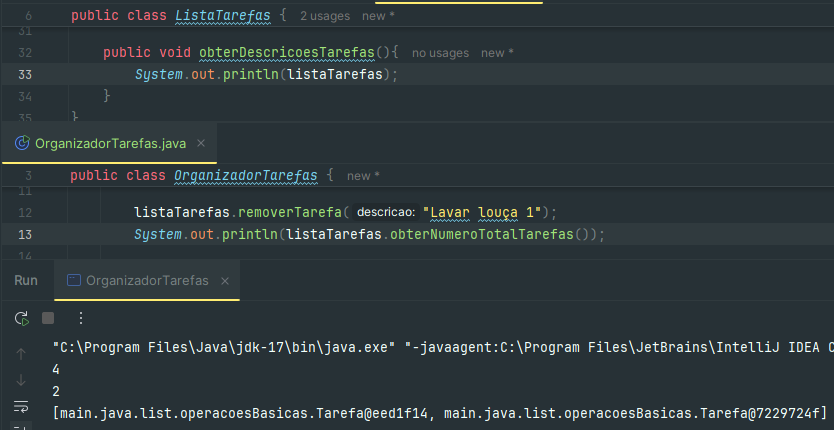 6 public class ListaTarefas { 2 usages new *
31
32 public void obterDescricoesTarefas(){ no usages new *
33 System.out.println(listaTarefas);
34 }
35 }
OrganizadorTarefas.java ×
3 public class OrganizadorTarefas { new *
11
12 listaTarefas.removerTarefa( descricao: "Lavar louça 1");
13 System.out.println(listaTarefas.obterNumeroTotalTarefas());
14
Run OrganizadorTarefas ×
"C:\Program Files\Java\jdk-17\bin\java.exe" "-javaagent:C:\Program Files\JetBrains\IntelliJ IDEA C
4
2
[main.java.list.operacoesBasicas.Tarefa@eed1f14, main.java.list.operacoesBasicas.Tarefa@7229724f]